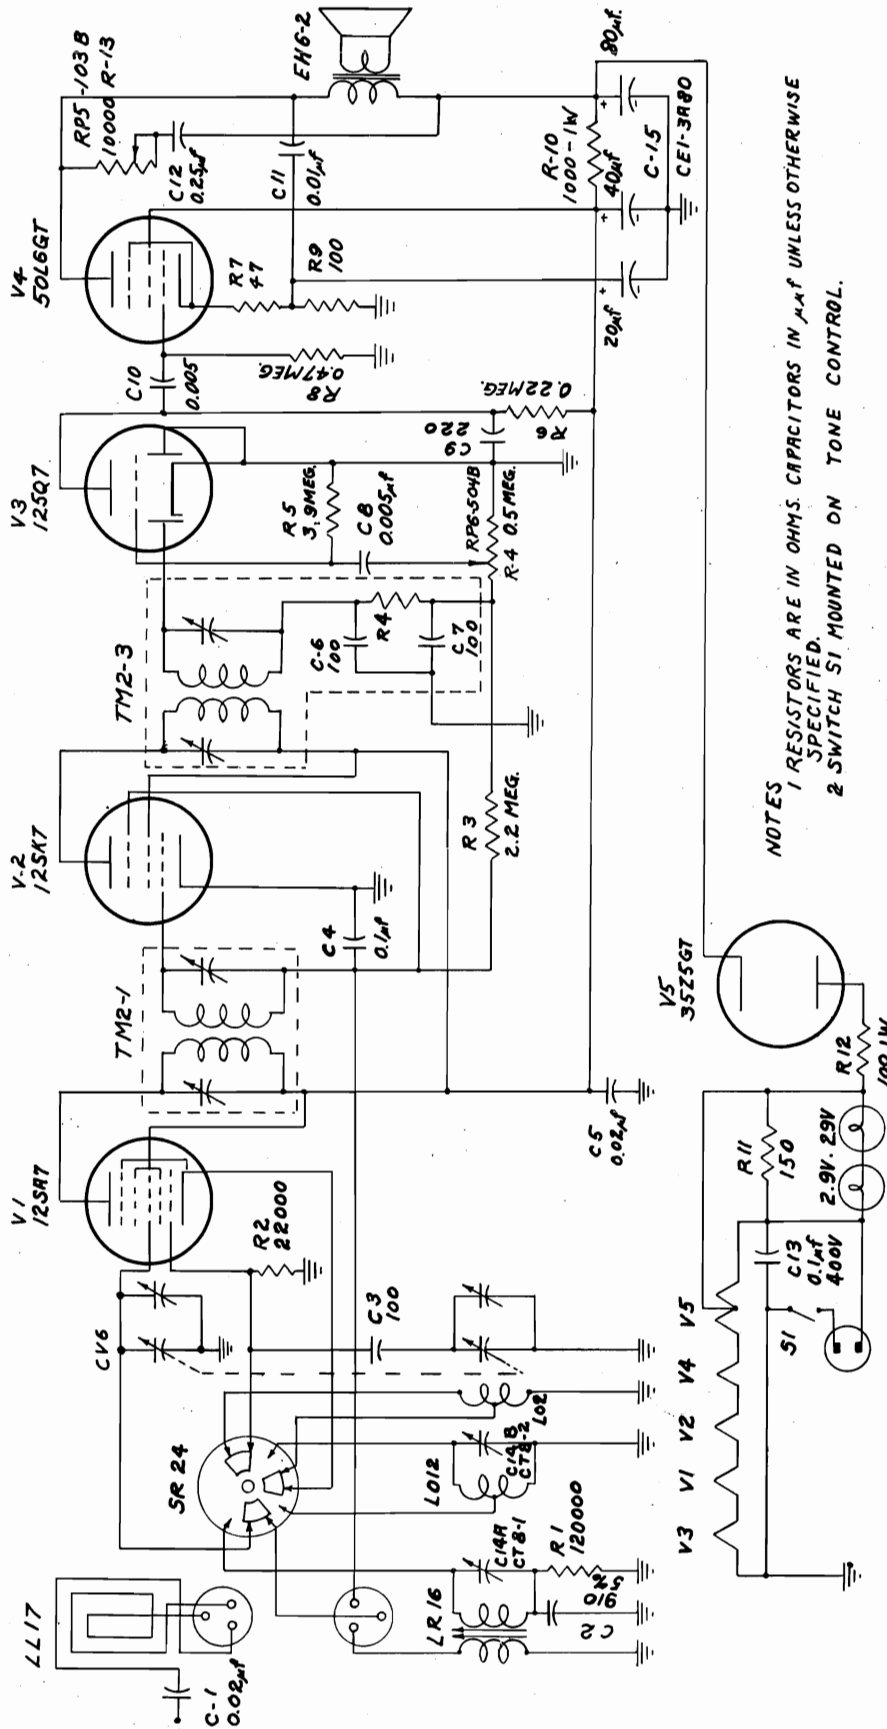 LL17
C-1
0.02µf
SR 24
CV6
V1
12SA7
R2
22000
C3
100
LO2
LO12
C14B
CT8-2
LR16
C14A
CT8-1
R1
120000
C2
TM2-1
V-2
12SK7
C4
0.1µf
R3
2.2 MEG.
C5
0.02µf
TM2-3
C-6
100
R4
C7
100
V3
12SQ7
R5
3.9MEG.
C8
0.005µf
RP6-504B
R-4 0.5MEG.
C9
220
R6
0.22MEG.
C10
0.005
R8
0.47MEG.
V4
50L6GT
R7
47
R9
100
RP5-103B
10000 R-13
C12
0.25µf
C11
0.01µf
EH6-2
R-10
1000-1W
20µf
40µf
80µf.
C-15
CE1-3A80
V3 V1 V2 V4 V5
S1
C13
0.1µf
400V
R11
150
2.9V. 2.9V
R12
100 1W
V5
35Z5GT
NOTES
1 RESISTORS ARE IN OHMS. CAPACITORS IN µµf UNLESS OTHERWISE
SPECIFIED.
2 SWITCH S1 MOUNTED ON TONE CONTROL.